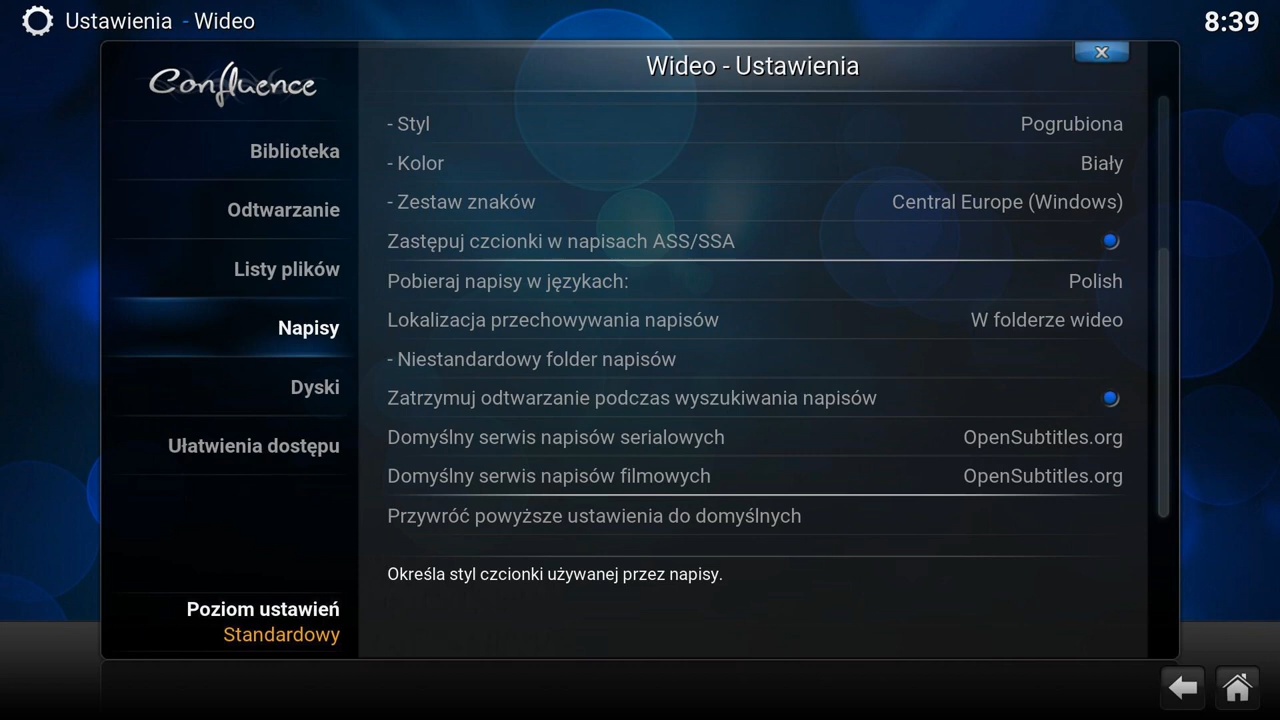 Ustawienia - Wideo
8:39
Confluence
Wideo - Ustawienia
Biblioteka
Odtwarzanie
Listy plików
Napisy
Dyski
Ułatwienia dostępu
Poziom ustawień
Standardowy
- Styl Pogrubiona
- Kolor Biały
- Zestaw znaków Central Europe (Windows)
Zastępuj czcionki w napisach ASS/SSA
Pobieraj napisy w językach: Polish
Lokalizacja przechowywania napisów W folderze wideo
- Niestandardowy folder napisów
Zatrzymuj odtwarzanie podczas wyszukiwania napisów
Domyślny serwis napisów serialowych OpenSubtitles.org
Domyślny serwis napisów filmowych OpenSubtitles.org
Przywróć powyższe ustawienia do domyślnych
Określa styl czcionki używanej przez napisy.